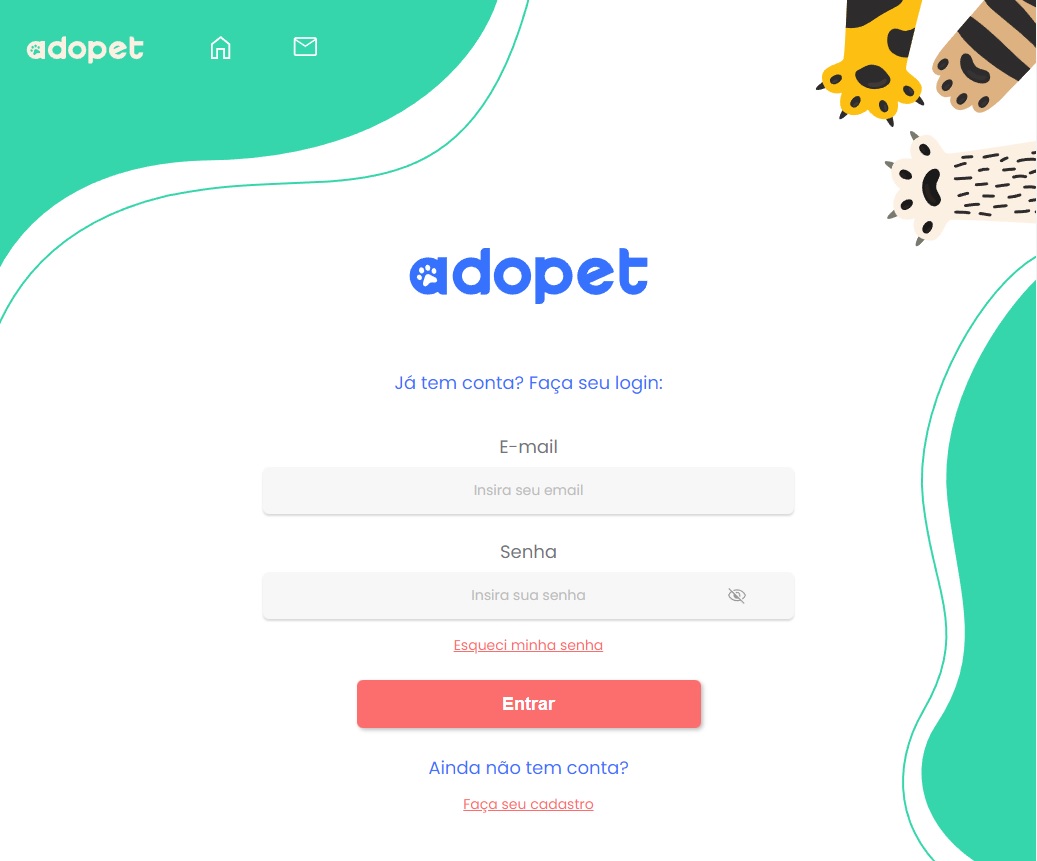 adopet
adopet
Já tem conta? Faça seu login:
E-mail
Insira seu email
Senha
Insira sua senha
Esqueci minha senha
Entrar
Ainda não tem conta?
Faça seu cadastro